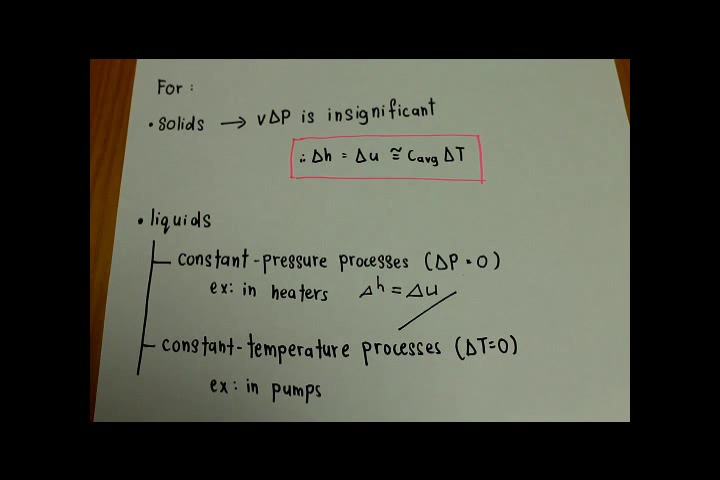 For :
• solids → vΔP is insignificant
∴ Δh = Δu ≅ Cavg ΔT
• liquids
constant-pressure processes (ΔP = 0)
ex: in heaters Δh = Δu
constant-temperature processes (ΔT=0)
ex: in pumps